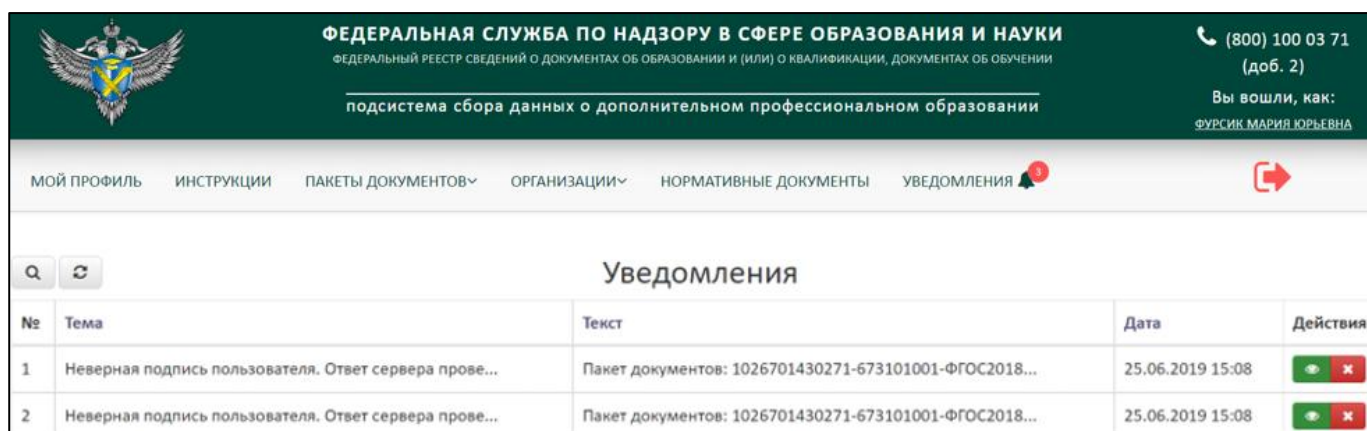 ФЕДЕРАЛЬНАЯ СЛУЖБА ПО НАДЗОРУ В СФЕРЕ ОБРАЗОВАНИЯ И НАУКИ
ФЕДЕРАЛЬНЫЙ РЕЕСТР СВЕДЕНИЙ О ДОКУМЕНТАХ ОБ ОБРАЗОВАНИИ И (ИЛИ) О КВАЛИФИКАЦИИ, ДОКУМЕНТАХ ОБ ОБУЧЕНИИ
подсистема сбора данных о дополнительном профессиональном образовании
(800) 100 03 71
(доб. 2)
Вы вошли, как:
ФУРСИК МАРИЯ ЮРЬЕВНА
МОЙ ПРОФИЛЬ ИНСТРУКЦИИ ПАКЕТЫ ДОКУМЕНТОВ ОРГАНИЗАЦИИ НОРМАТИВНЫЕ ДОКУМЕНТЫ УВЕДОМЛЕНИЯ 3
Уведомления
№ Тема Текст Дата Действия
1 Неверная подпись пользователя. Ответ сервера прове... Пакет документов: 1026701430271-673101001-ФГОС2018... 25.06.2019 15:08
2 Неверная подпись пользователя. Ответ сервера прове... Пакет документов: 1026701430271-673101001-ФГОС2018... 25.06.2019 15:08